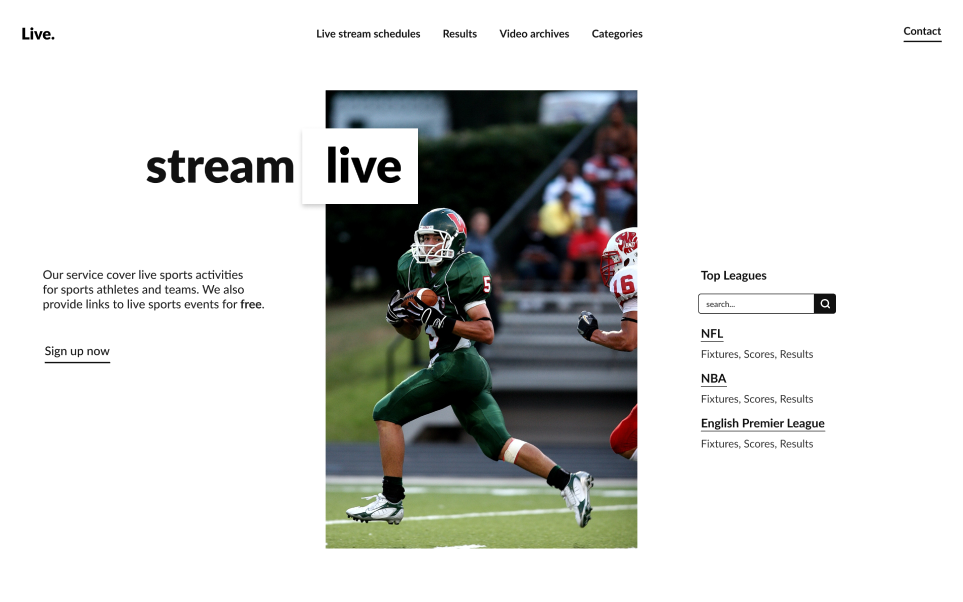 Live.
Live stream schedules
Results
Video archives
Categories
Contact
stream live
Our service cover live sports activities
for sports athletes and teams. We also
provide links to live sports events for free.
Sign up now
Top Leagues
search...
NFL
Fixtures, Scores, Results
NBA
Fixtures, Scores, Results
English Premier League
Fixtures, Scores, Results
5
16